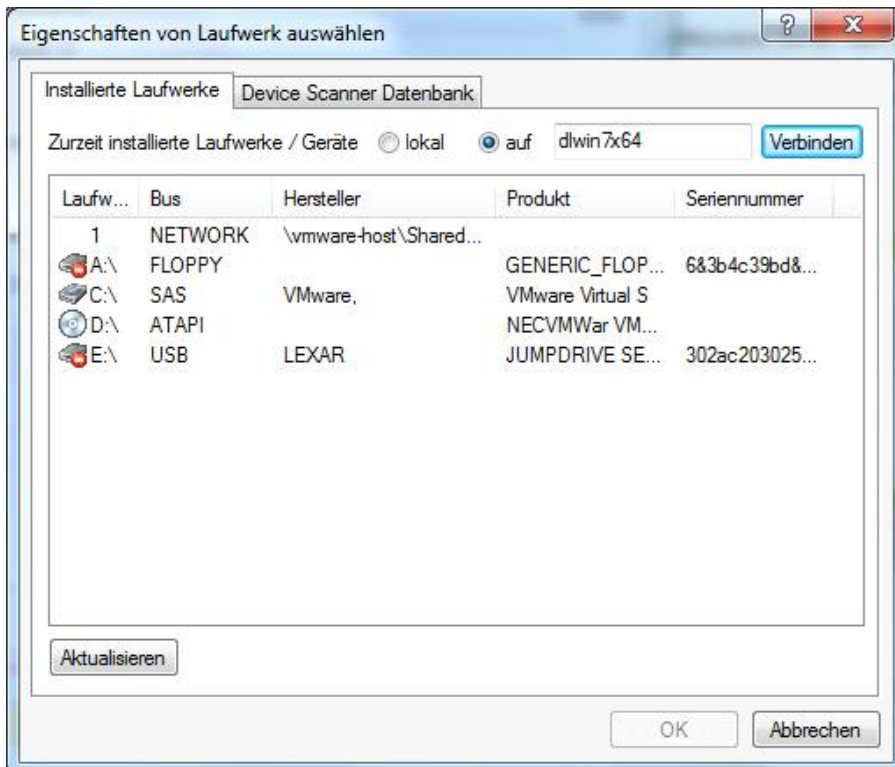 Eigenschaften von Laufwerk auswählen
Installierte Laufwerke Device Scanner Datenbank
Zurzeit installierte Laufwerke / Geräte lokal auf dlwin7x64 Verbinden
Laufw... Bus Hersteller Produkt Seriennummer
1 NETWORK \vmware-host\Shared...
A:\ FLOPPY GENERIC_FLOP... 6&3b4c39bd&...
C:\ SAS VMware, VMware Virtual S
D:\ ATAPI NECVMWar VM...
E:\ USB LEXAR JUMPDRIVE SE... 302ac203025...
Aktualisieren
OK Abbrechen